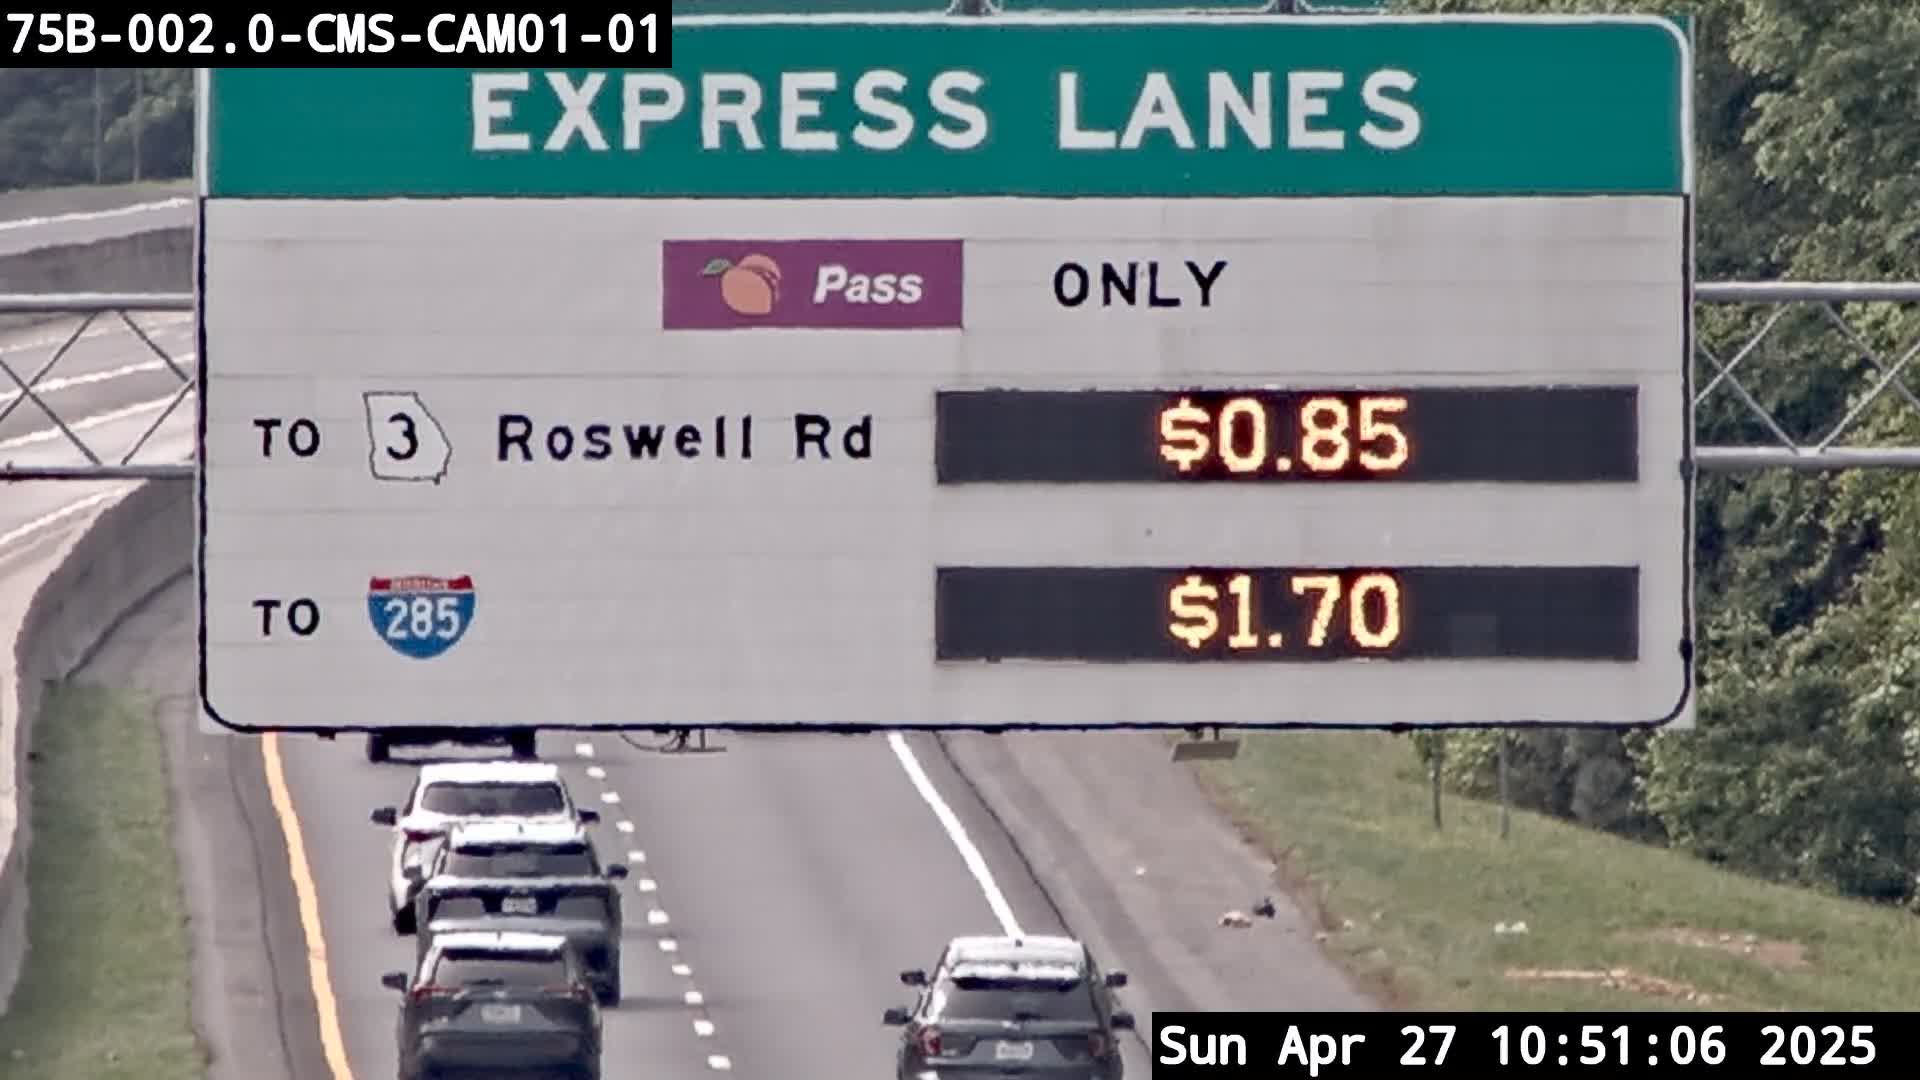 75B-002.0-CMS-CAM01-01
EXPRESS LANES
Pass ONLY
TO 3 Roswell Rd $0.85
TO 285 $1.70
Sun Apr 27 10:51:06 2025